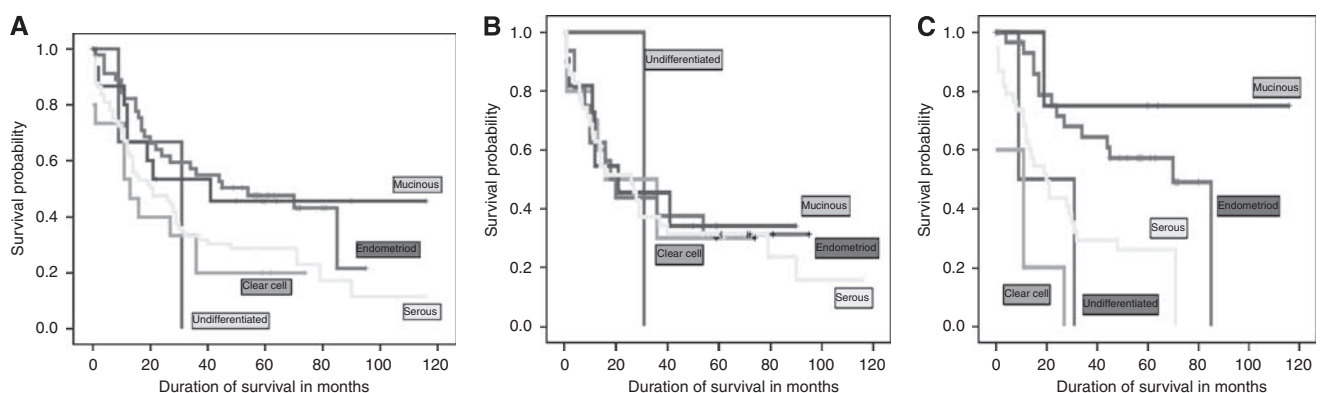 A
1.0
0.8
0.6
0.4
0.2
0.0
Survival probability
Mucinous
Endometriod
Clear cell
Serous
Undifferentiated
0 20 40 60 80 100 120
Duration of survival in months
B
1.0
0.8
0.6
0.4
0.2
0.0
Survival probability
Undifferentiated
Mucinous
Endometriod
Clear cell
Serous
0 20 40 60 80 100 120
Duration of survival in months
C
1.0
0.8
0.6
0.4
0.2
0.0
Survival probability
Mucinous
Endometriod
Serous
Clear cell
Undifferentiated
0 20 40 60 80 100 120
Duration of survival in months